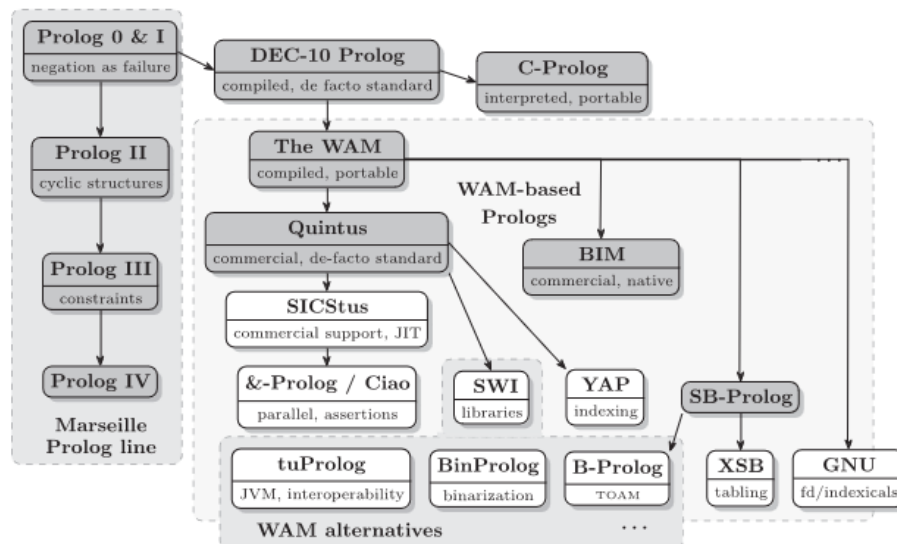 Prolog 0 & I
negation as failure
DEC-10 Prolog
compiled, de facto standard
C-Prolog
interpreted, portable
The WAM
compiled, portable
...
Prolog II
cyclic structures
WAM-based
Prologs
Quintus
commercial, de-facto standard
BIM
commercial, native
Prolog III
constraints
SICStus
commercial support, JIT
Prolog IV
&-Prolog / Ciao
parallel, assertions
SWI
libraries
YAP
indexing
SB-Prolog
Marseille
Prolog line
tuProlog
JVM, interoperability
BinProlog
binarization
B-Prolog
TOAM
XSB
tabling
GNU
fd/indexicals
WAM alternatives
...